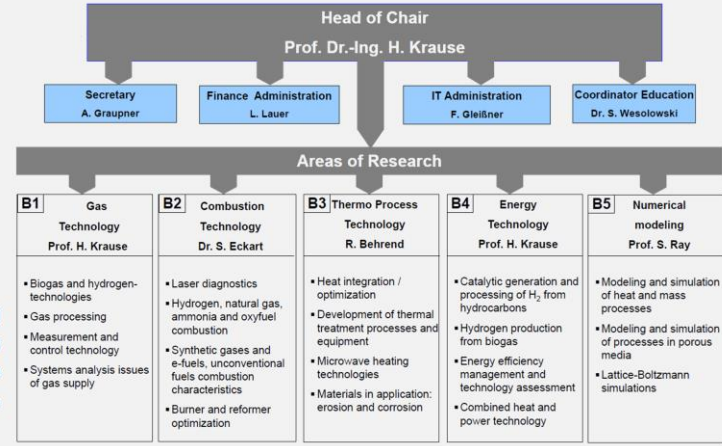 Head of Chair
Prof. Dr.-Ing. H. Krause
Secretary
A. Graupner
Finance Administration
L. Lauer
IT Administration
F. Gleißner
Coordinator Education
Dr. S. Wesolowski
Areas of Research
B1
Gas
Technology
Prof. H. Krause
▪ Biogas and hydrogen-
technologies
▪ Gas processing
▪ Measurement and
control technology
▪ Systems analysis issues
of gas supply
B2
Combustion
Technology
Dr. S. Eckart
▪ Laser diagnostics
▪ Hydrogen, natural gas,
ammonia and oxyfuel
combustion
▪ Synthetic gases and
e-fuels, unconventional
fuels combustion
characteristics
▪ Burner and reformer
optimization
B3
Thermo Process
Technology
R. Behrend
▪ Heat integration /
optimization
▪ Development of thermal
treatment processes and
equipment
▪ Microwave heating
technologies
▪ Materials in application:
erosion and corrosion
B4
Energy
Technology
Prof. H. Krause
▪ Catalytic generation and
processing of H₂ from
hydrocarbons
▪ Hydrogen production
from biogas
▪ Energy efficiency
management and
technology assessment
▪ Combined heat and
power technology
B5
Numerical
modeling
Prof. S. Ray
▪ Modeling and simulation
of heat and mass
processes
▪ Modeling and simulation
of processes in porous
media
▪ Lattice-Boltzmann
simulations